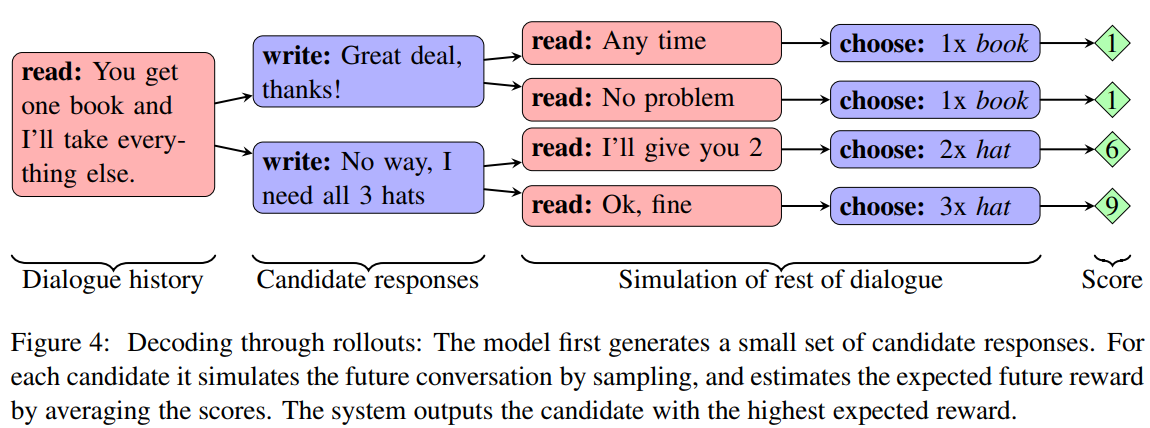 read: You get
one book and
I'll take every-
thing else.
write: Great deal,
thanks!
write: No way, I
need all 3 hats
read: Any time
choose: 1x book
1
read: No problem
choose: 1x book
1
read: I'll give you 2
choose: 2x hat
6
read: Ok, fine
choose: 3x hat
9
Dialogue history
Candidate responses
Simulation of rest of dialogue
Score
Figure 4: Decoding through rollouts: The model first generates a small set of candidate responses. For
each candidate it simulates the future conversation by sampling, and estimates the expected future reward
by averaging the scores. The system outputs the candidate with the highest expected reward.